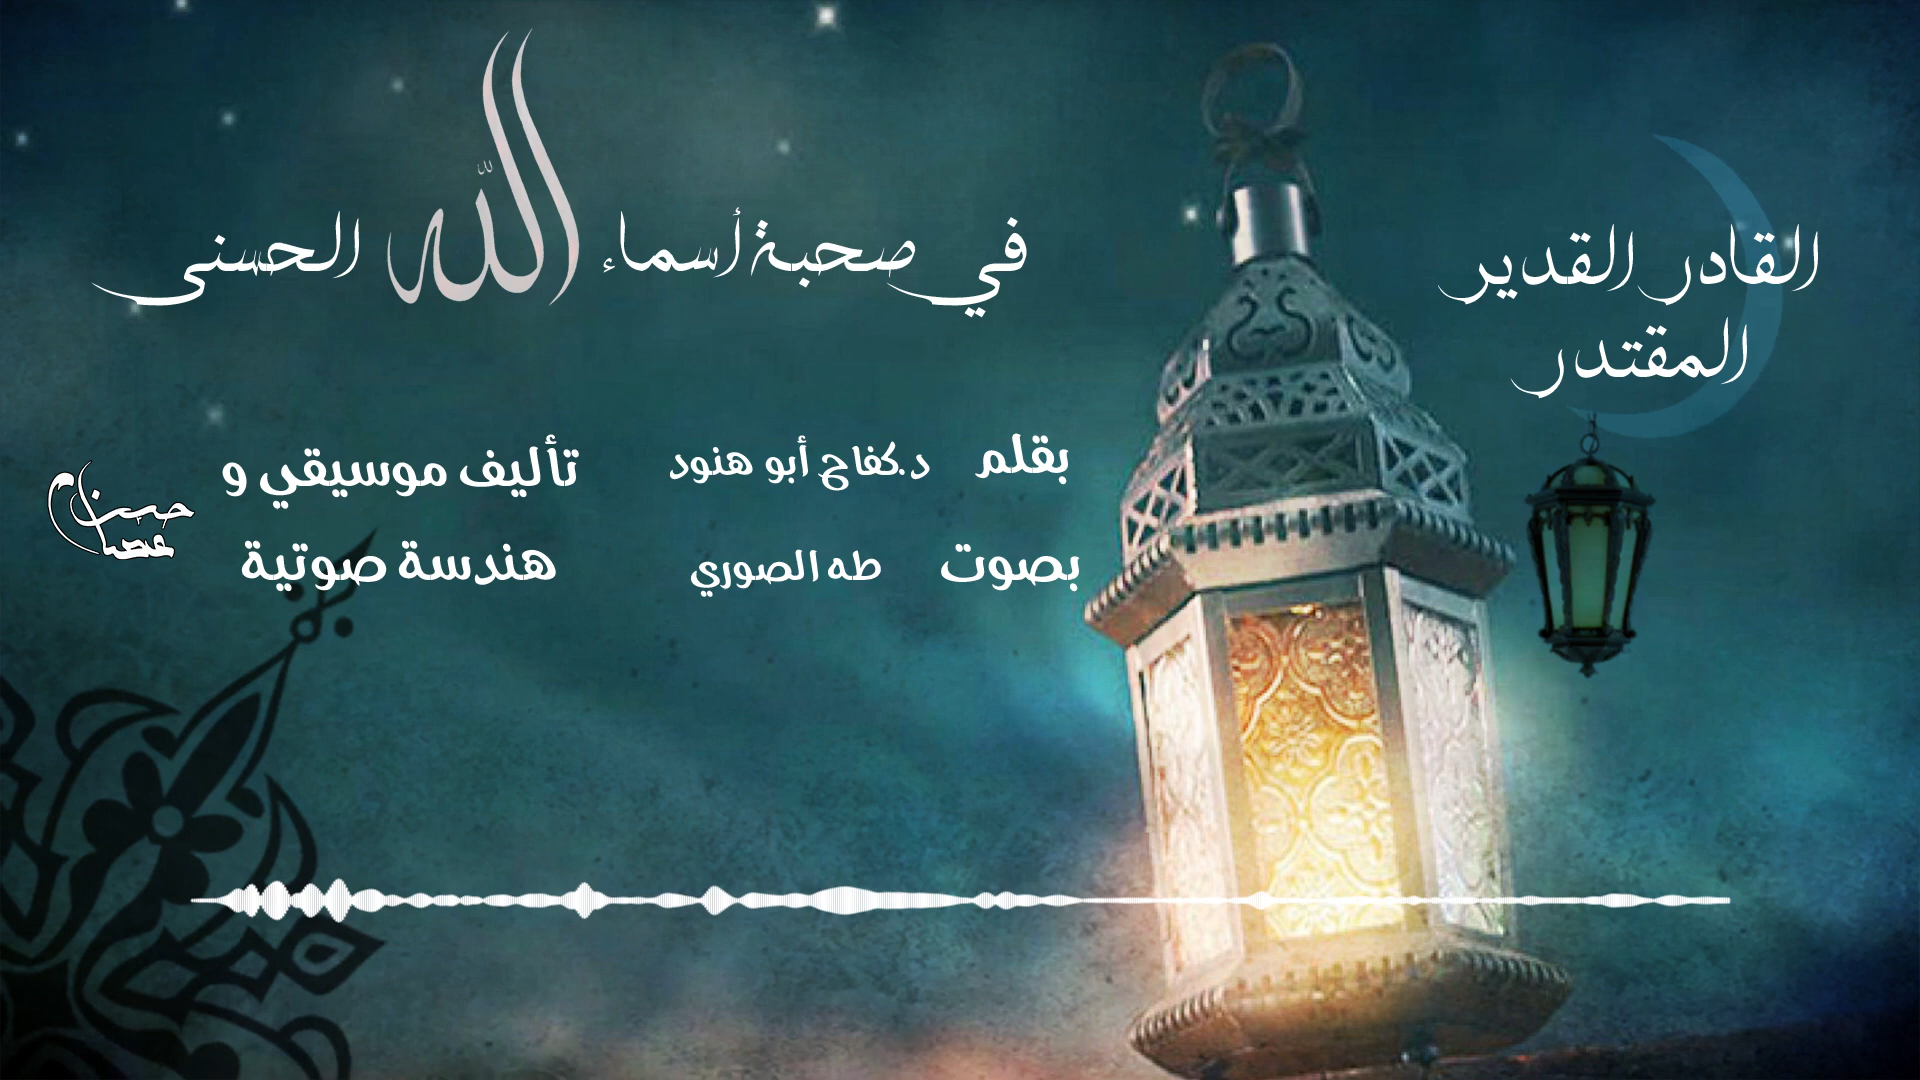 في صحبة أسماء الله الحسنى
القادر القدير
المقتدر
بقلم د.كفاح أبو هنود
بصوت طه الصوري
تأليف موسيقي و
هندسة صوتية